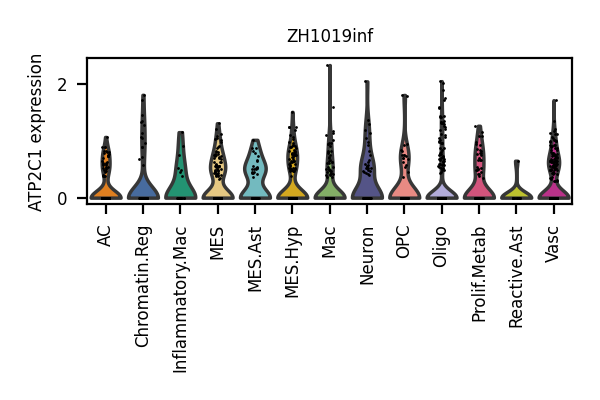 ZH1019inf
ATP2C1 expression
2
0
AC
Chromatin.Reg
Inflammatory.Mac
MES
MES.Ast
MES.Hyp
Mac
Neuron
OPC
Oligo
Prolif.Metab
Reactive.Ast
Vasc